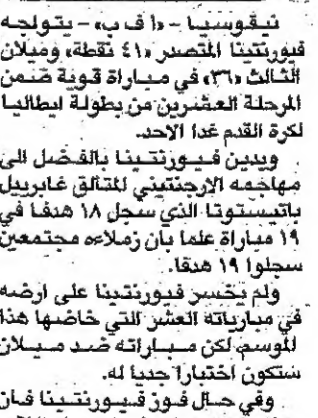 نيقوسيا - «ا ف ب» - يتواجه
فيورنتينا المتصدر «٤١ نقطة» وميلان
الثالث «٣٦» في مباراة قوية ضمن
المرحلة العشرين من بطولة ايطاليا
لكرة القدم غدا الاحد.
ويدين فيورنتينا بالفضل الى
مهاجمه الارجنتيني المتالق غابرييل
باتيستوتا الذي سجل ١٨ هدفا في
١٩ مباراة علما بان زملاءه مجتمعين
سجلوا ١٩ هدفا.
ولم يخسر فيورنتينا على ارضه
في مبارياته العشر التي خاضها هذا
الموسم لكن مباراته ضد ميلان
ستكون اختبارا جديا له.
وفي حال فوز فيورنتينا فان